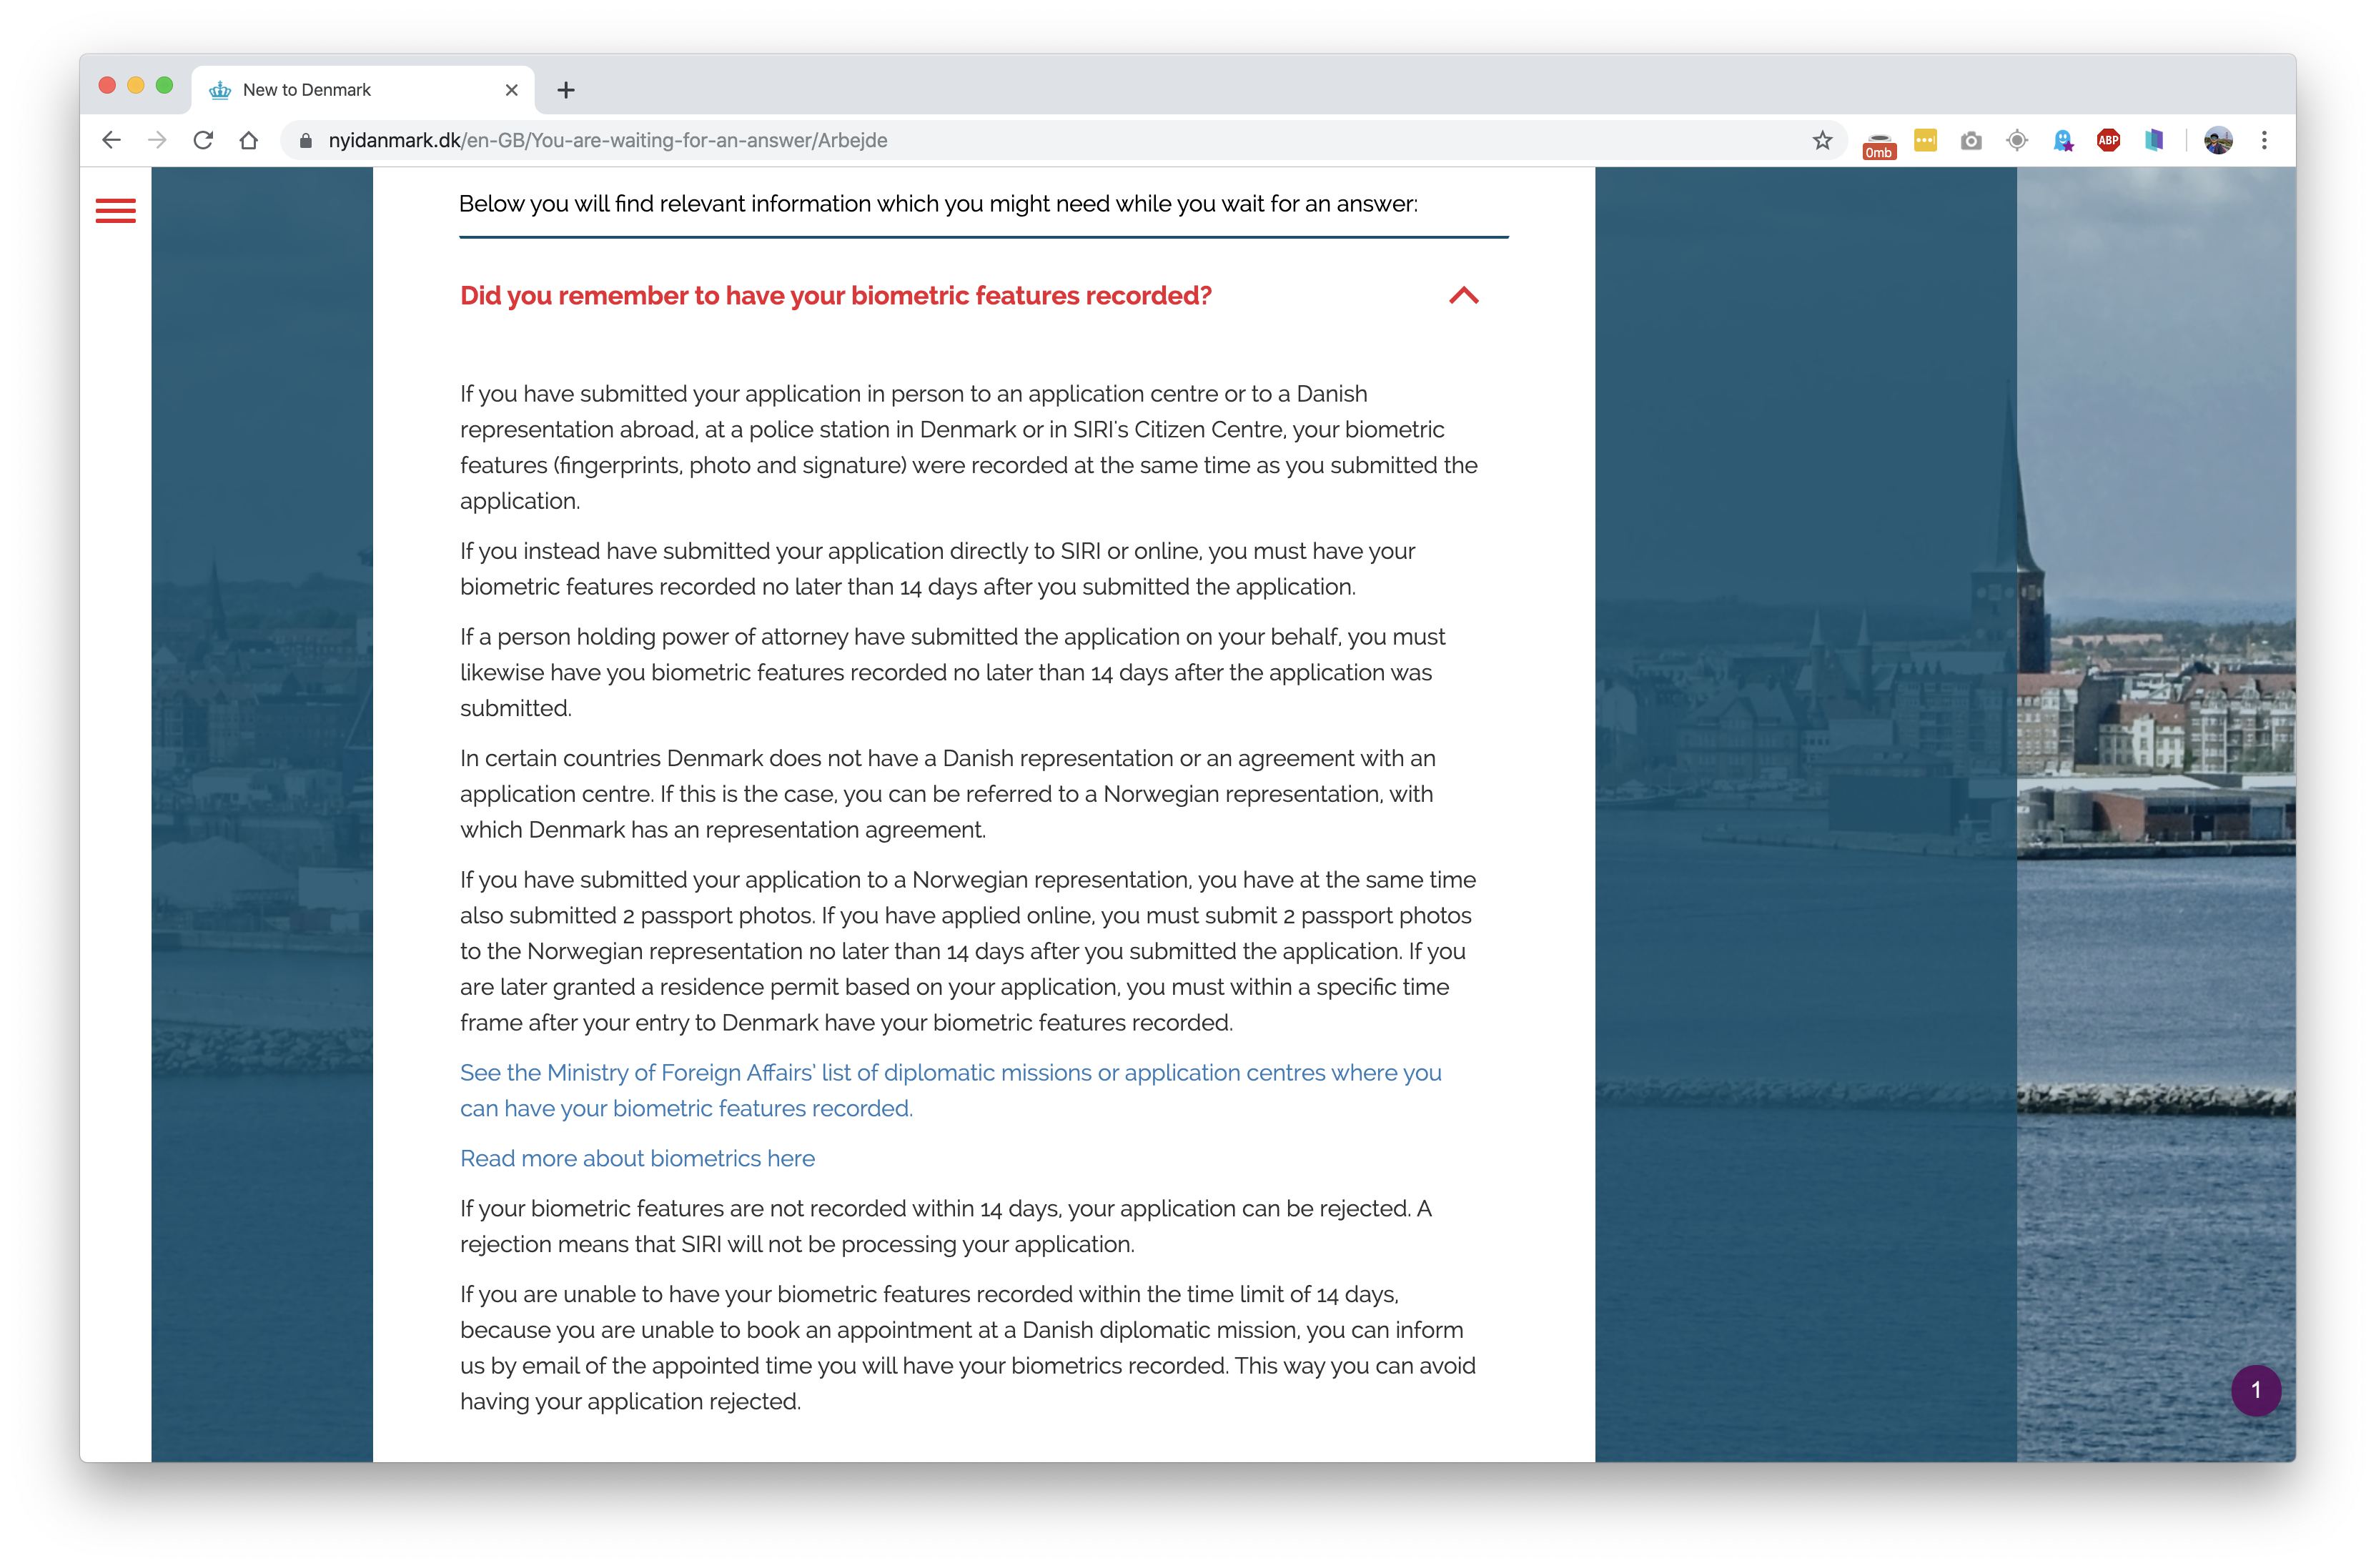 New to Denmark
nyidanmark.dk/en-GB/You-are-waiting-for-an-answer/Arbejde
0mb
ABP
Below you will find relevant information which you might need while you wait for an answer:
Did you remember to have your biometric features recorded?
If you have submitted your application in person to an application centre or to a Danish
representation abroad, at a police station in Denmark or in SIRI's Citizen Centre, your biometric
features (fingerprints, photo and signature) were recorded at the same time as you submitted the
application.
If you instead have submitted your application directly to SIRI or online, you must have your
biometric features recorded no later than 14 days after you submitted the application.
If a person holding power of attorney have submitted the application on your behalf, you must
likewise have you biometric features recorded no later than 14 days after the application was
submitted.
In certain countries Denmark does not have a Danish representation or an agreement with an
application centre. If this is the case, you can be referred to a Norwegian representation, with
which Denmark has an representation agreement.
If you have submitted your application to a Norwegian representation, you have at the same time
also submitted 2 passport photos. If you have applied online, you must submit 2 passport photos
to the Norwegian representation no later than 14 days after you submitted the application. If you
are later granted a residence permit based on your application, you must within a specific time
frame after your entry to Denmark have your biometric features recorded.
See the Ministry of Foreign Affairs' list of diplomatic missions or application centres where you
can have your biometric features recorded.
Read more about biometrics here
If your biometric features are not recorded within 14 days, your application can be rejected. A
rejection means that SIRI will not be processing your application.
If you are unable to have your biometric features recorded within the time limit of 14 days,
because you are unable to book an appointment at a Danish diplomatic mission, you can inform
us by email of the appointed time you will have your biometrics recorded. This way you can avoid
having your application rejected.
1